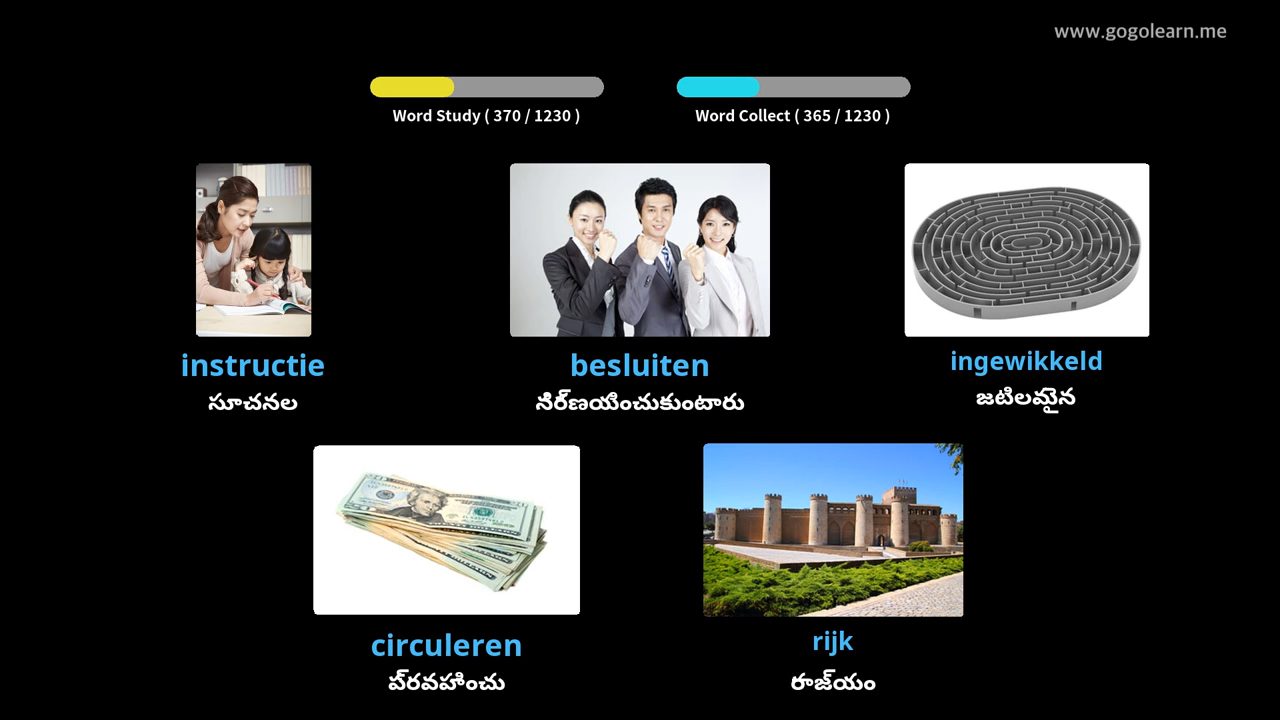 www.gogolearn.me
Word Study ( 370 / 1230 )
Word Collect ( 365 / 1230 )
instructie
సూచనల
besluiten
నిర్ణయించుకుంటారు
ingewikkeld
జటిలమైన
circuleren
ప్రవహించు
rijk
రాజ్యం